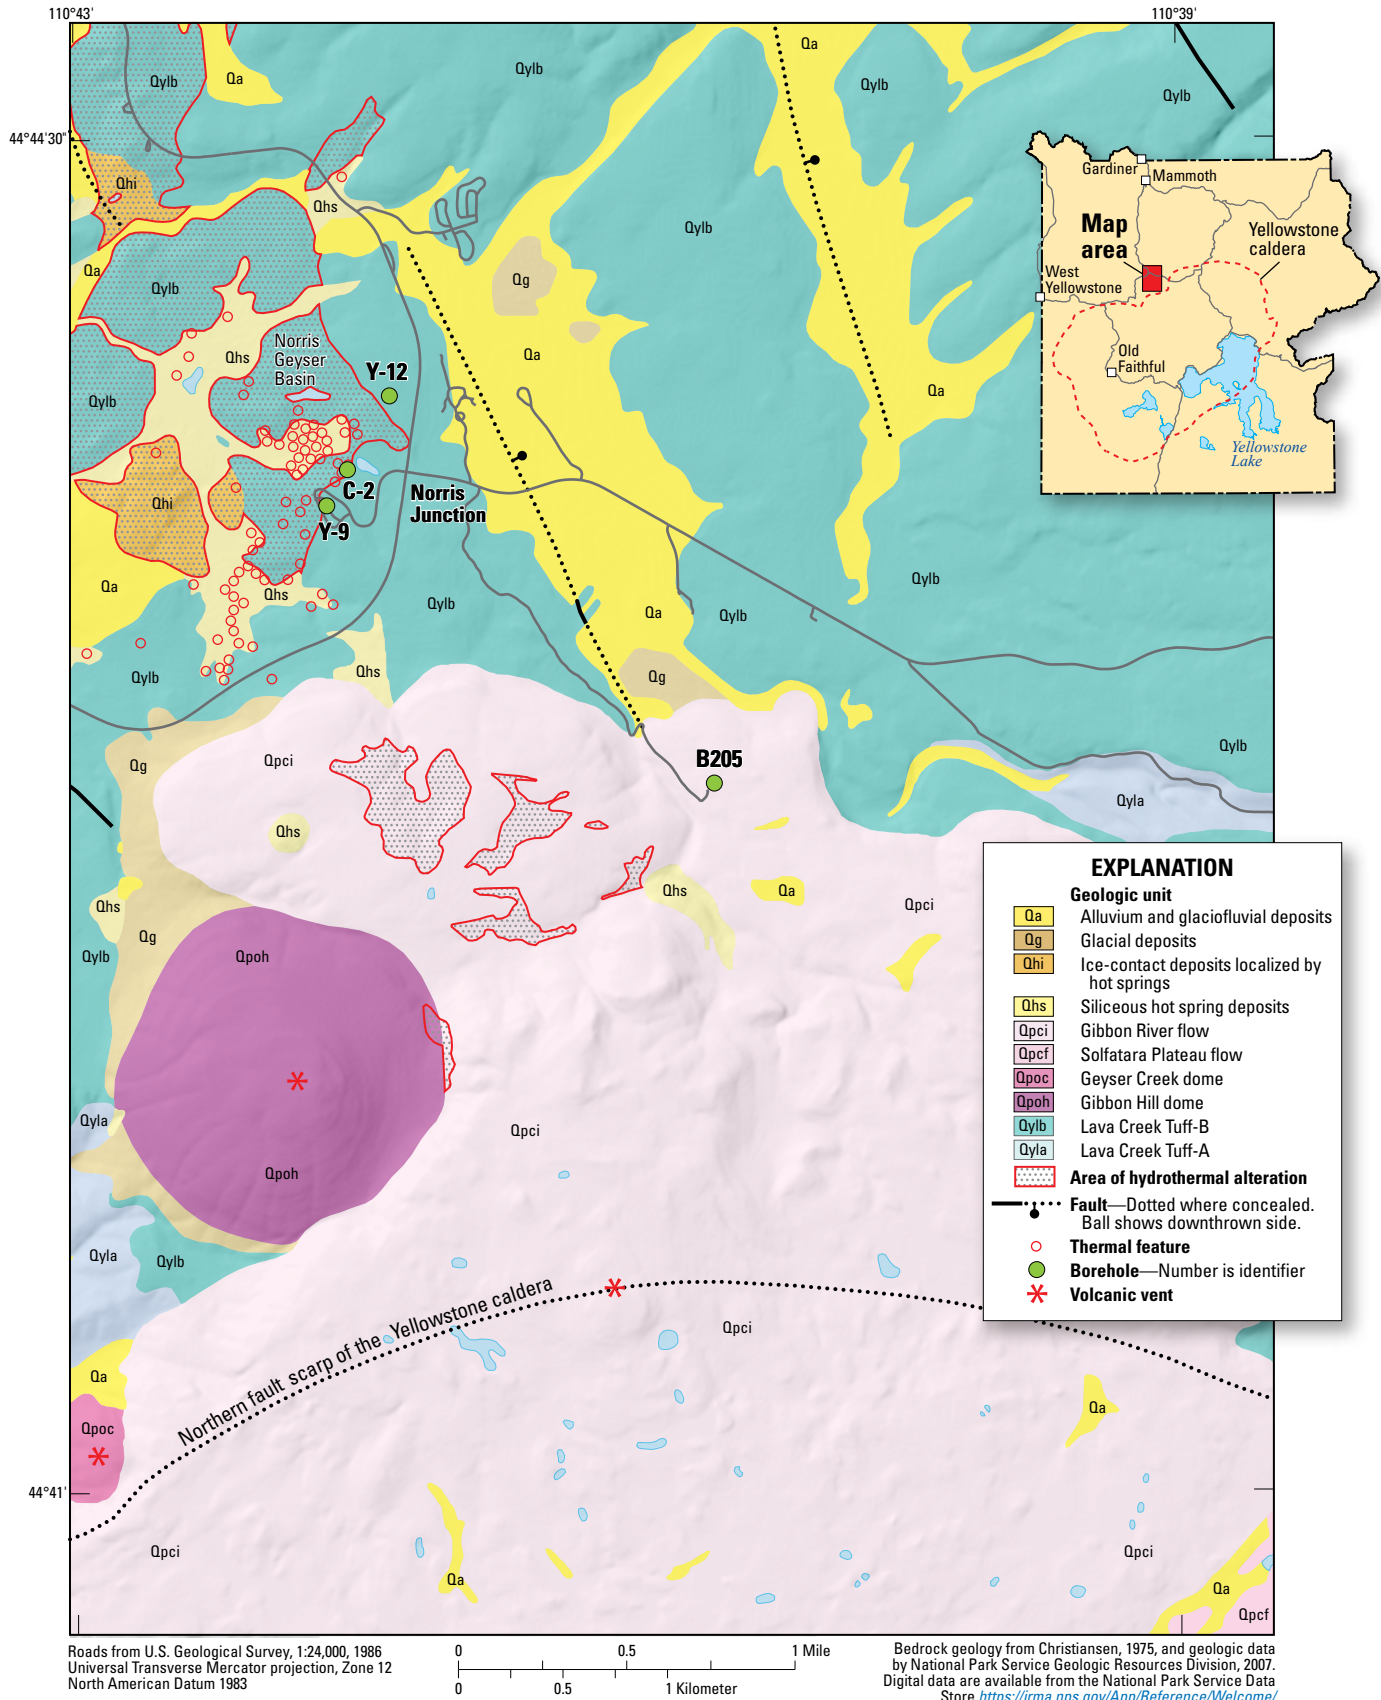 110°43'
110°39'
44°44'30"
44°41'
Qylb
Qa
Qylb
Qa
Qylb
Qylb
Qhi
Qhs
Qylb
Qa
Qylb
Qg
Qa
Qhs
Norris
Geyser
Basin
Y-12
Qylb
Qa
Qhi
C-2
Y-9
Norris
Junction
Qa
Qhs
Qylb
Qylb
Qa
Qylb
Qylb
Qhs
Qg
Qg
Qpci
B205
Qylb
Qyla
Qhs
Qhs
Qa
Qpci
Qhs
Qg
Qylb
Qpoh
Qyla
Qpci
Qpoh
Qyla
Qylb
Northern fault scarp of the Yellowstone caldera
Qpci
Qa
Qpoc
Qa
Qpci
Qa
Qpci
Qa
Qpcf
Gardiner
Mammoth
Map
area
Yellowstone
caldera
West
Yellowstone
Old
Faithful
Yellowstone
Lake
EXPLANATION
Geologic unit
Qa Alluvium and glaciofluvial deposits
Qg Glacial deposits
Qhi Ice-contact deposits localized by
hot springs
Qhs Siliceous hot spring deposits
Qpci Gibbon River flow
Qpcf Solfatara Plateau flow
Qpoc Geyser Creek dome
Qpoh Gibbon Hill dome
Qylb Lava Creek Tuff-B
Qyla Lava Creek Tuff-A
Area of hydrothermal alteration
Fault—Dotted where concealed.
Ball shows downthrown side.
Thermal feature
Borehole—Number is identifier
Volcanic vent
Roads from U.S. Geological Survey, 1:24,000, 1986
Universal Transverse Mercator projection, Zone 12
North American Datum 1983
0 0.5 1 Mile
0 0.5 1 Kilometer
Bedrock geology from Christiansen, 1975, and geologic data
by National Park Service Geologic Resources Division, 2007.
Digital data are available from the National Park Service Data
Store https://irma.nps.gov/App/Reference/Welcome/